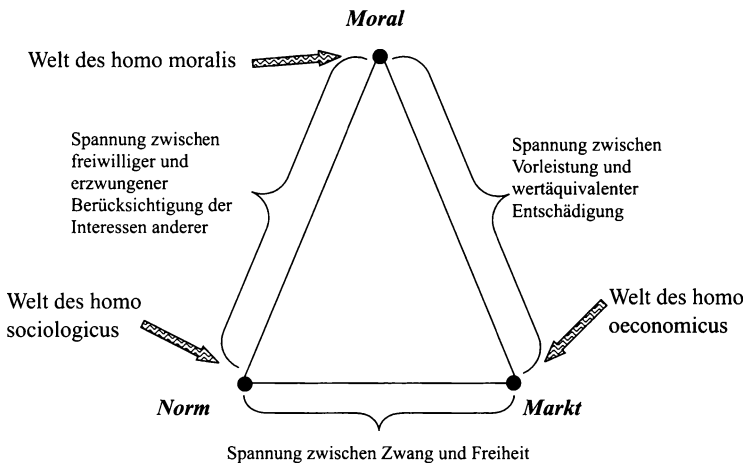 Moral
Welt des homo moralis
Spannung zwischen
freiwilliger und
erzwungener
Berücksichtigung der
Interessen anderer
Spannung zwischen
Vorleistung und
wertäquivalenter
Entschädigung
Welt des homo
sociologicus
Welt des homo
oeconomicus
Norm
Markt
Spannung zwischen Zwang und Freiheit